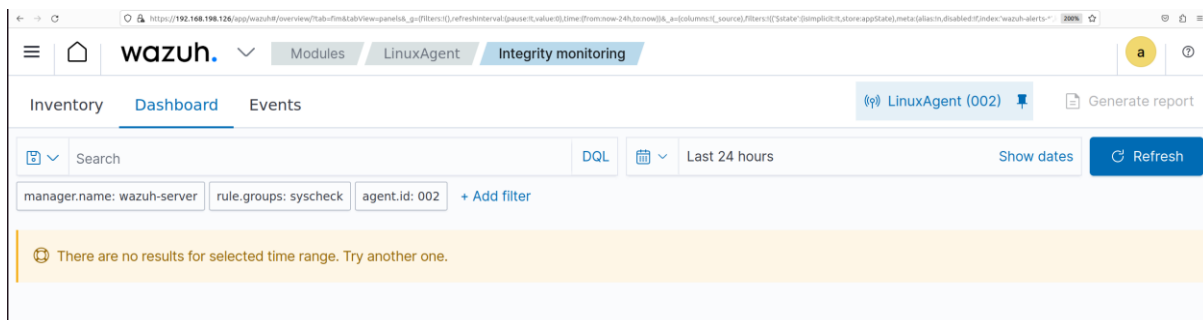 https://192.168.198.126/app/wazuh#/overview/?tab=fim&tabView=panels&_g=(filters:!(),refreshInterval:(pause:!t,value:0),time:(from:now-24h,to:now))&_a=(columns:!(_source),filters:!(('$state':(isImplicit:!t,store:appState),meta:(alias:!n,disabled:!f,index:'wazuh-alerts-*' 200%
wazuh. Modules LinuxAgent Integrity monitoring a
Inventory Dashboard Events LinuxAgent (002) Generate report
Search DQL Last 24 hours Show dates Refresh
manager.name: wazuh-server rule.groups: syscheck agent.id: 002 + Add filter
There are no results for selected time range. Try another one.